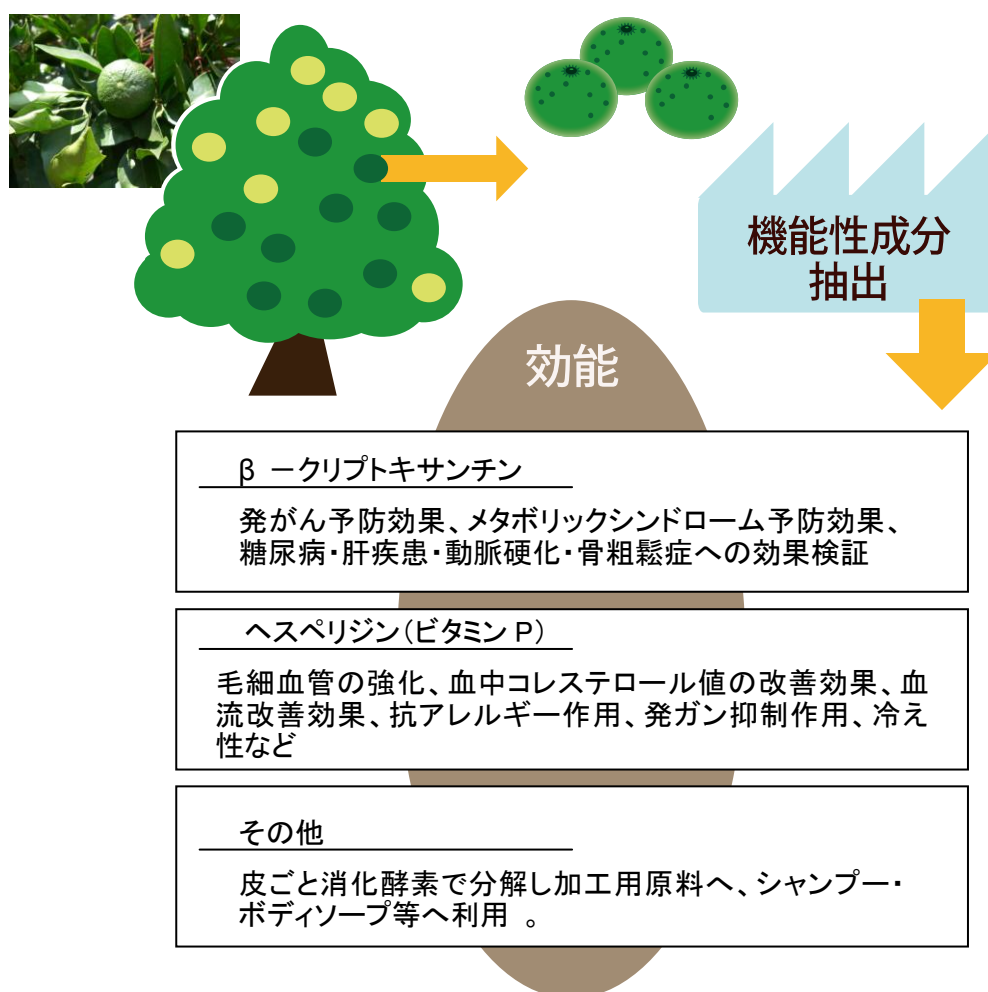 機能性成分
抽出
効能
β －クリプトキサンチン
発がん予防効果、メタボリックシンドローム予防効果、
糖尿病・肝疾患・動脈硬化・骨粗鬆症への効果検証
ヘスペリジン（ビタミン P）
毛細血管の強化、血中コレステロール値の改善効果、血
流改善効果、抗アレルギー作用、発ガン抑制作用、冷え
性など
その他
皮ごと消化酵素で分解し加工用原料へ、シャンプー・
ボディソープ等へ利用 。